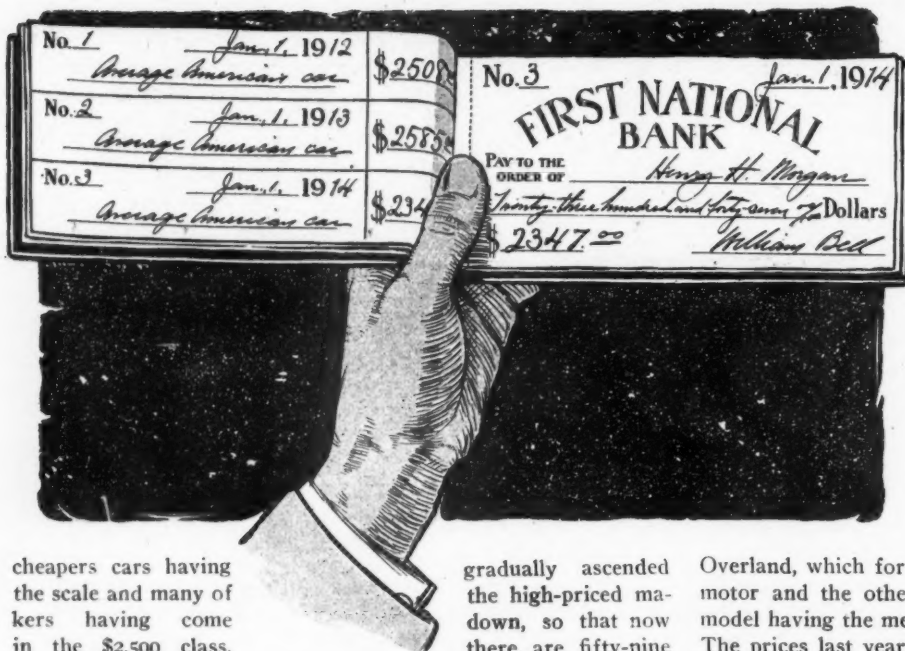 No. 1 Jan. 1, 1912
Average American car $2508
No. 2 Jan. 1, 1913
Average American car $2585
No. 3 Jan. 1. 1914
Average American car $234
No. 3 Jan. 1, 1914
FIRST NATIONAL
BANK
PAY TO THE
ORDER OF Henry H. Morgan
Twenty-three hundred and forty-seven Dollars
$ 2347.00 William Bell
cheapers cars having
the scale and many of
kers having come
in the $2,500 class,
gradually ascended
the high-priced ma-
down, so that now
there are fifty-nine
Overland, which for
motor and the othe
model having the me
The prices last year